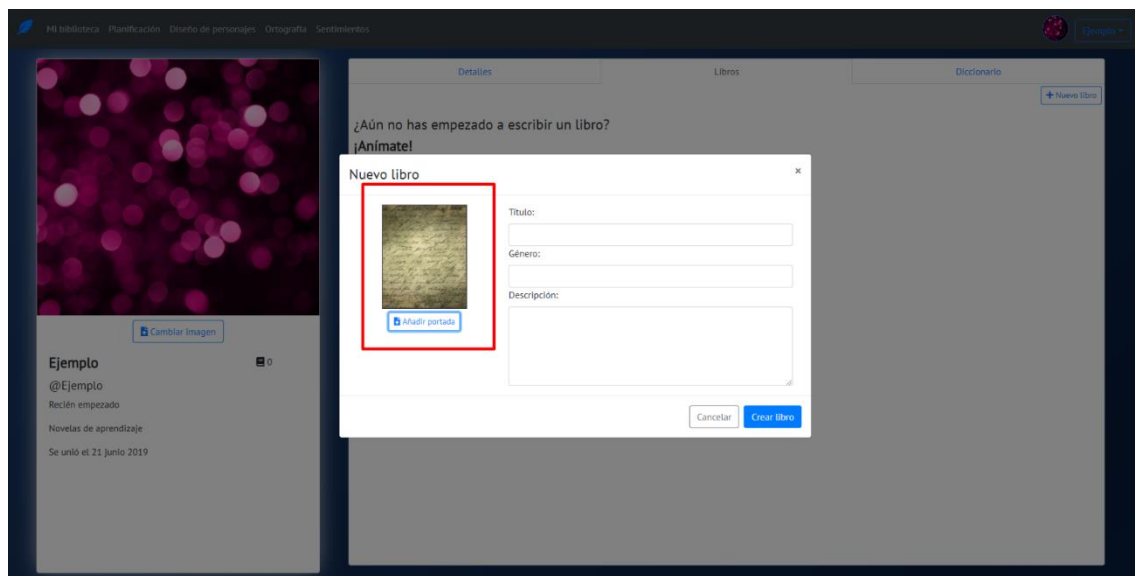 Mi biblioteca Planificación Diseño de personajes Ortografía Sentimientos
Ejemplo
Detalles
Libros
Diccionario
+ Nuevo libro
¿Aún no has empezado a escribir un libro?
¡Anímate!
Nuevo libro
×
Título:
Género:
Descripción:
Añadir portada
Cancelar
Crear libro
Cambiar imagen
Ejemplo
0
@Ejemplo
Recién empezado
Novelas de aprendizaje
Se unió el 21 junio 2019